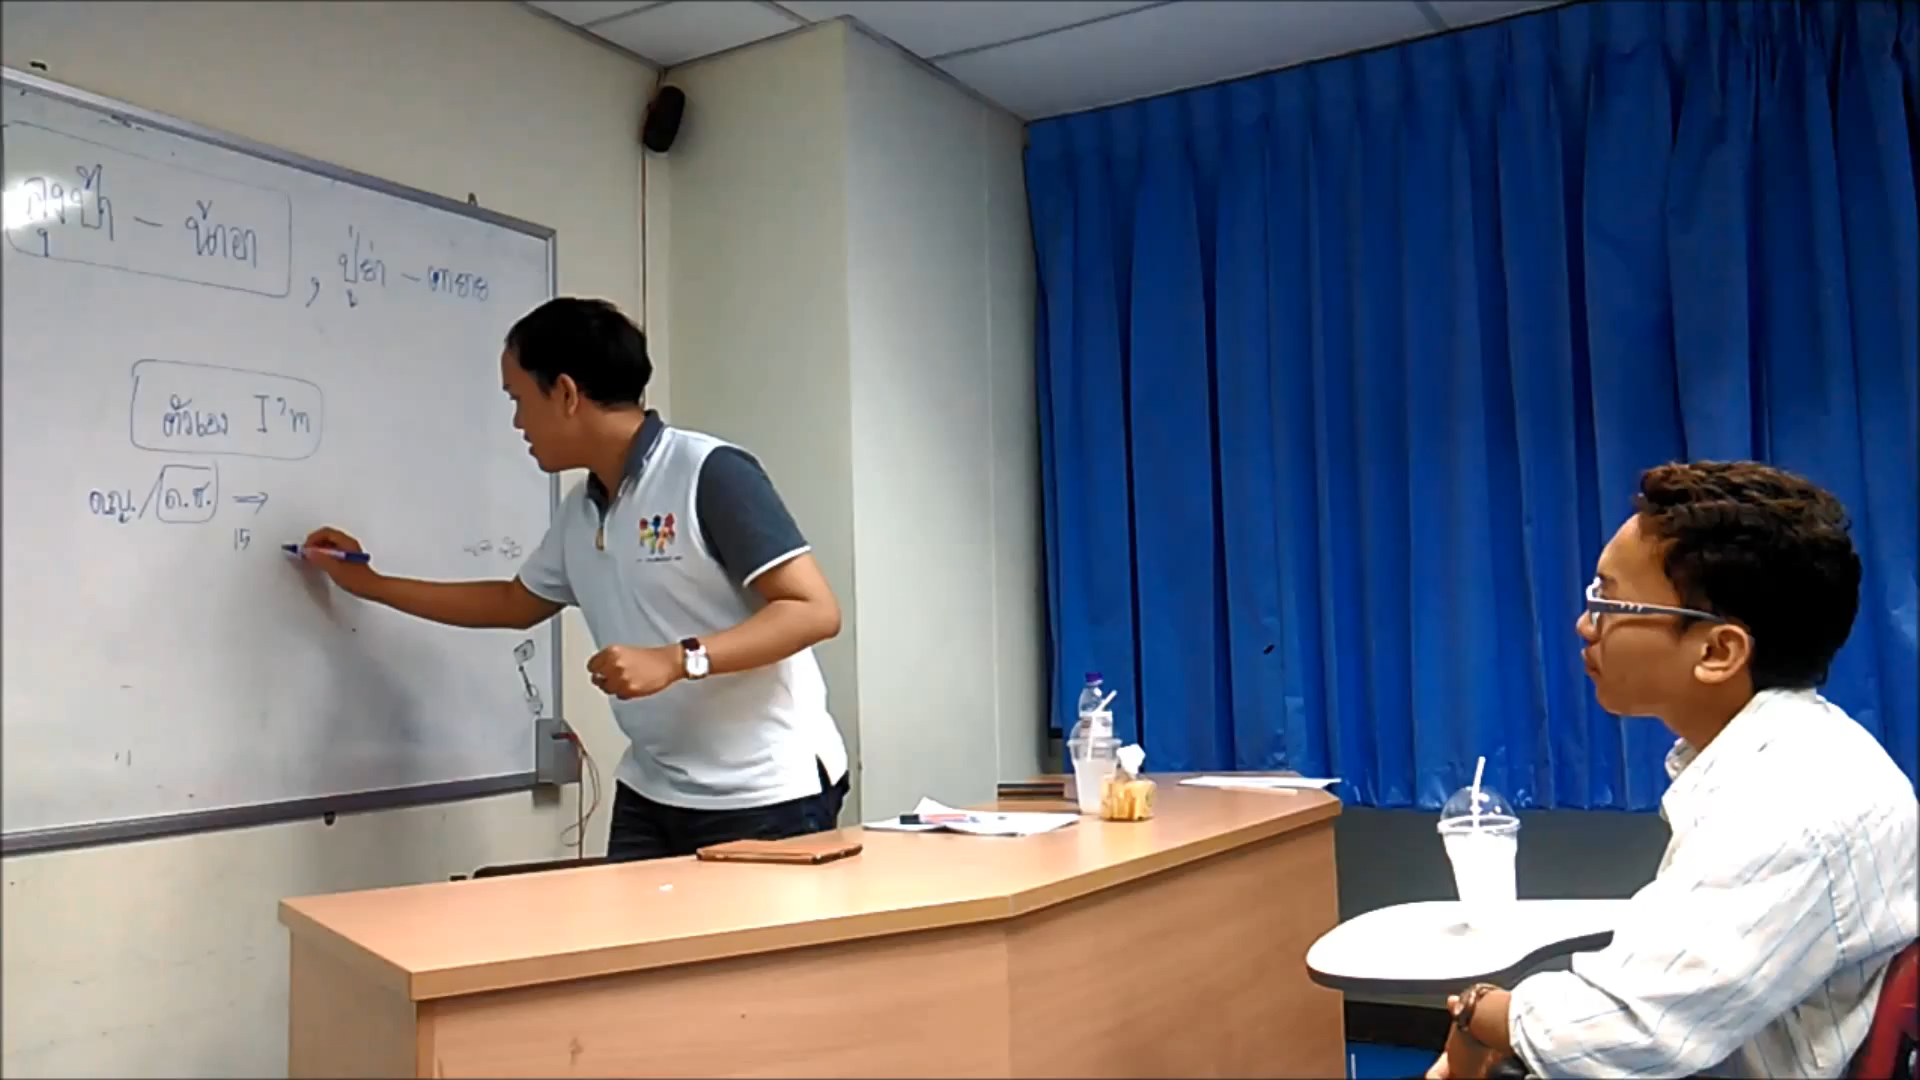 ลุงป้า - น้าอา , ปู่ย่า - ตายาย
ตัวเอง I'm
ดญ. / ด.ช. ⇒
15